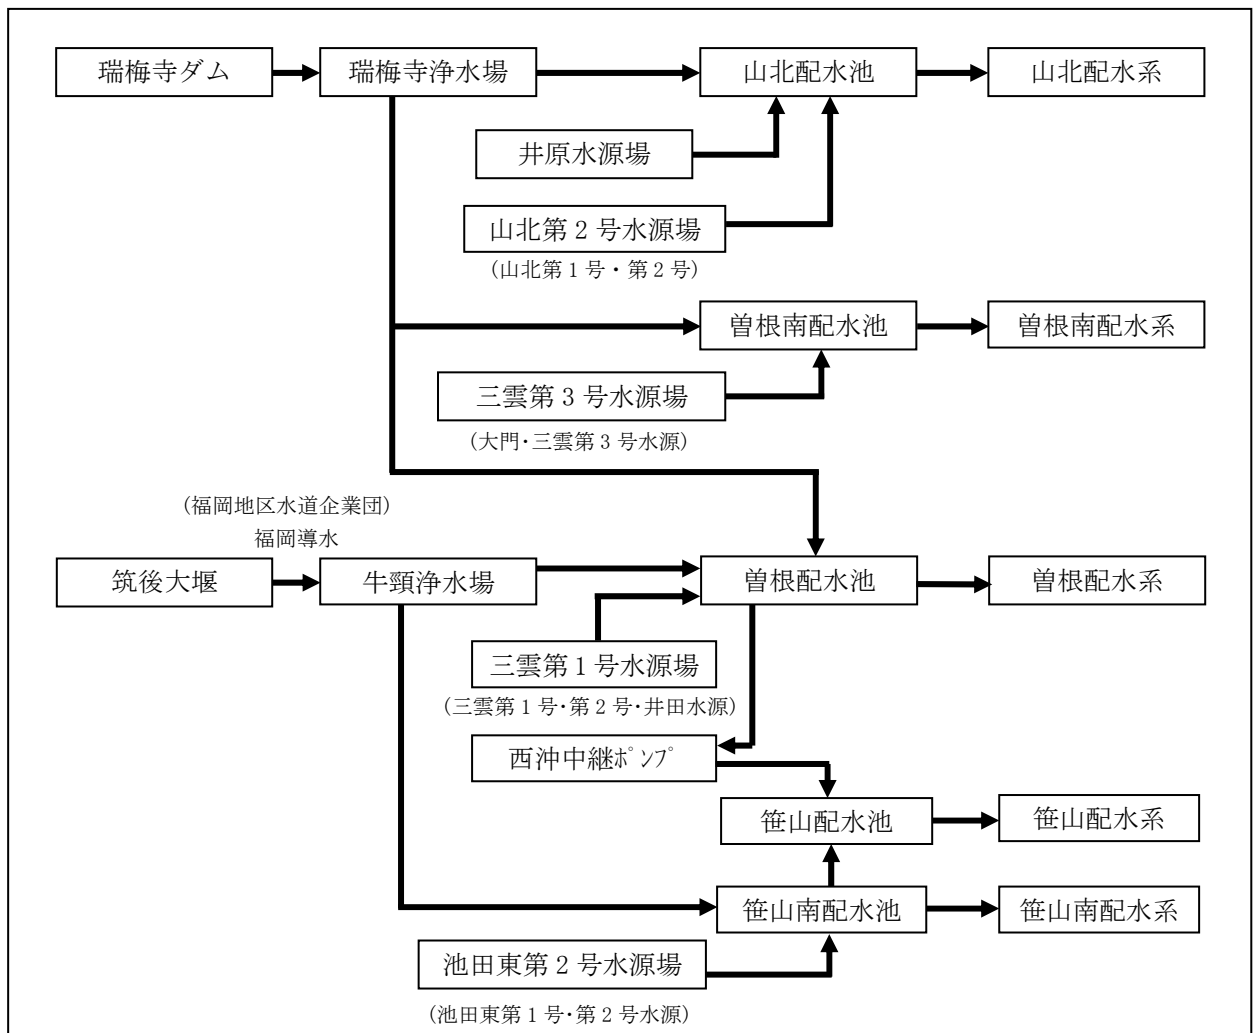 瑞梅寺ダム
瑞梅寺浄水場
山北配水池
山北配水系
井原水源場
山北第２号水源場
(山北第１号・第２号)
曽根南配水池
曽根南配水系
三雲第３号水源場
(大門･三雲第３号水源)
(福岡地区水道企業団)
福岡導水
筑後大堰
牛頸浄水場
曽根配水池
曽根配水系
三雲第１号水源場
(三雲第１号･第２号･井田水源)
西沖中継ﾎﾟﾝﾌﾟ
笹山配水池
笹山配水系
笹山南配水池
笹山南配水系
池田東第２号水源場
(池田東第１号･第２号水源)